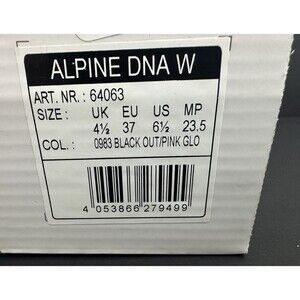 ALPINE DNA W
ART. NR.: 64063
SIZE: UK EU US MP
4½ 37 6½ 23.5
COL.: 0983 BLACK OUT/PINK GLO
4 053866 279499